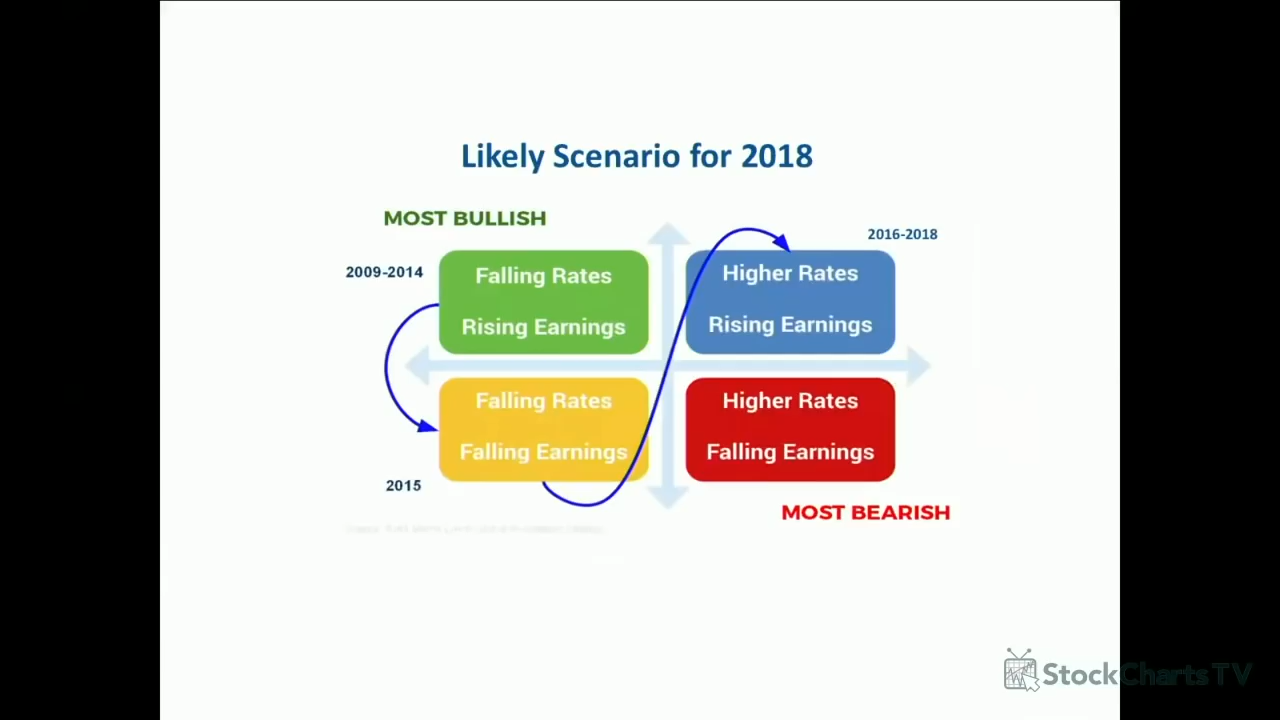 Likely Scenario for 2018
MOST BULLISH
2016-2018
2009-2014
Falling Rates
Rising Earnings
Higher Rates
Rising Earnings
Falling Rates
Falling Earnings
Higher Rates
Falling Earnings
2015
MOST BEARISH
StockChartsTV